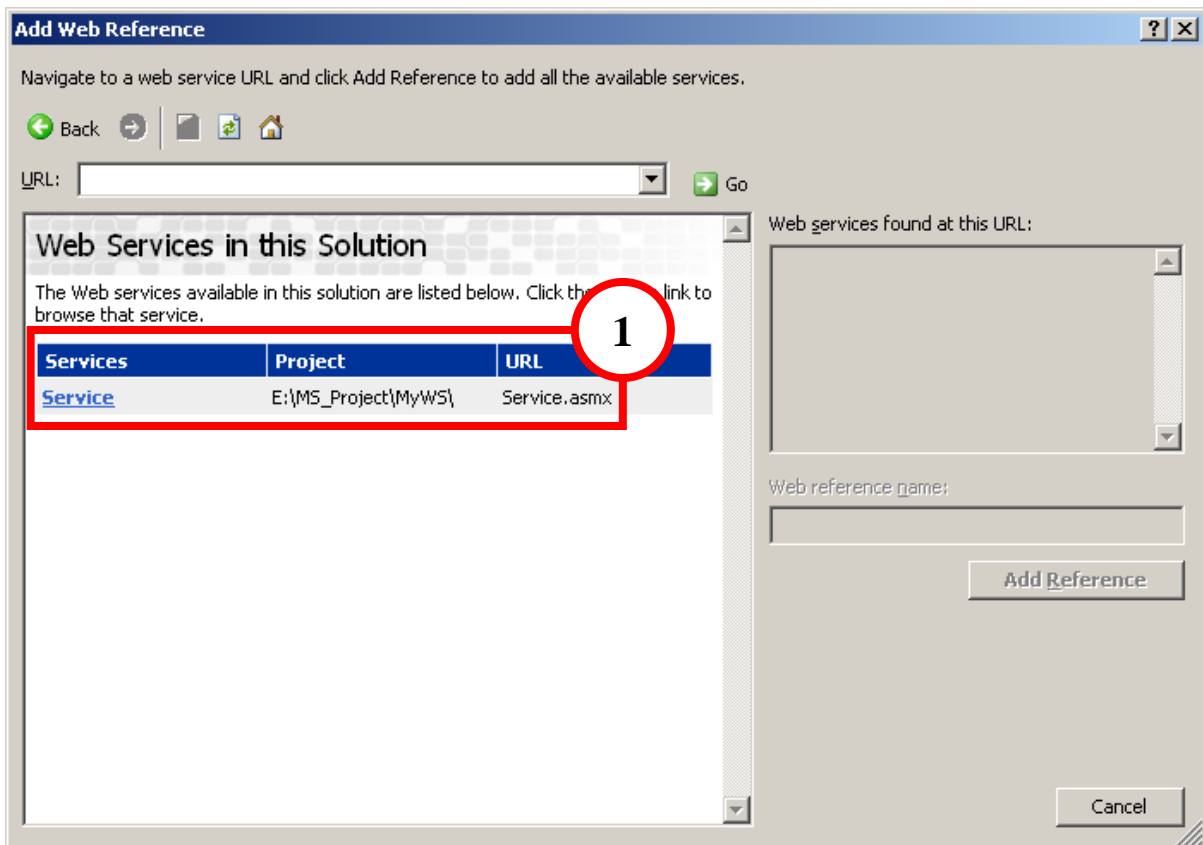 Add Web Reference
Navigate to a web service URL and click Add Reference to add all the available services.
Back
URL: Go
Web Services in this Solution
The Web services available in this solution are listed below. Click the link to
browse that service.
1
Services Project URL
Service E:\MS_Project\MyWS\ Service.asmx
Web services found at this URL:
Web reference name:
Add Reference
Cancel